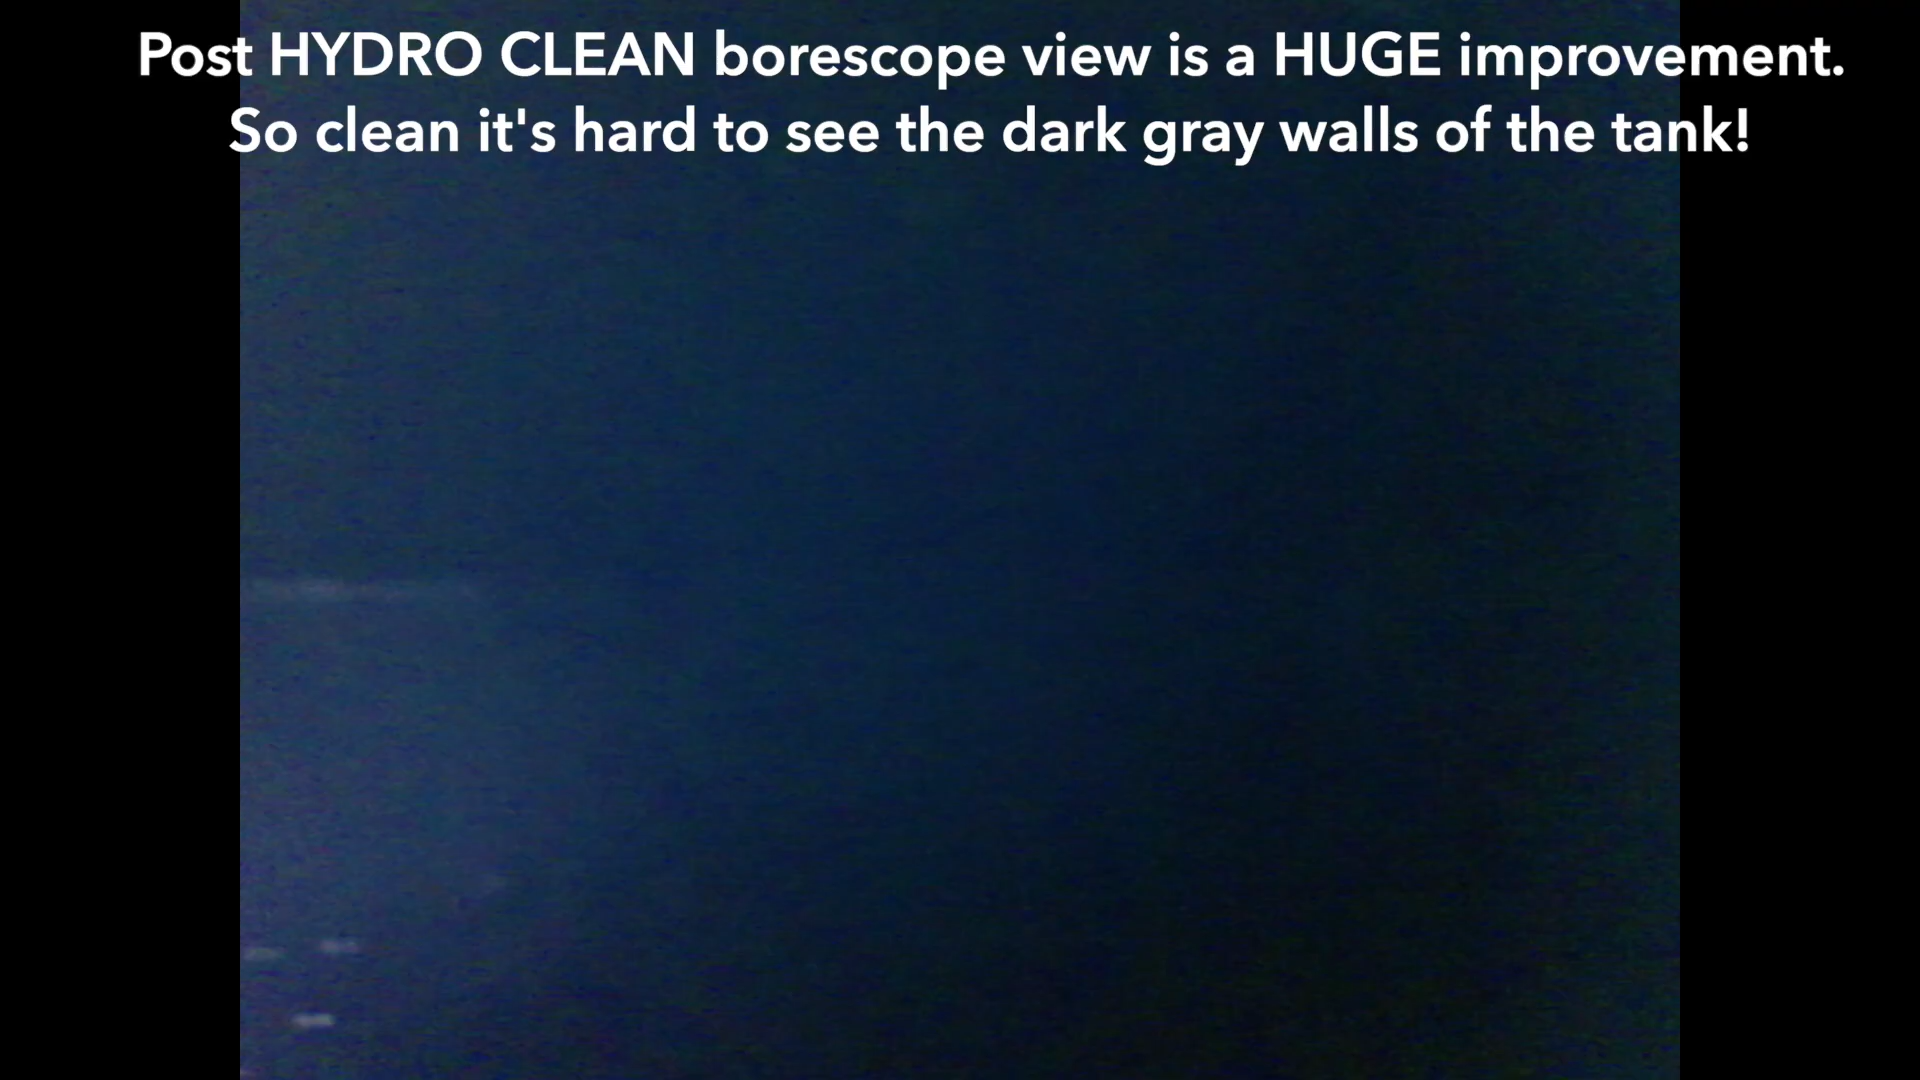 Post HYDRO CLEAN borescope view is a HUGE improvement.
So clean it's hard to see the dark gray walls of the tank!